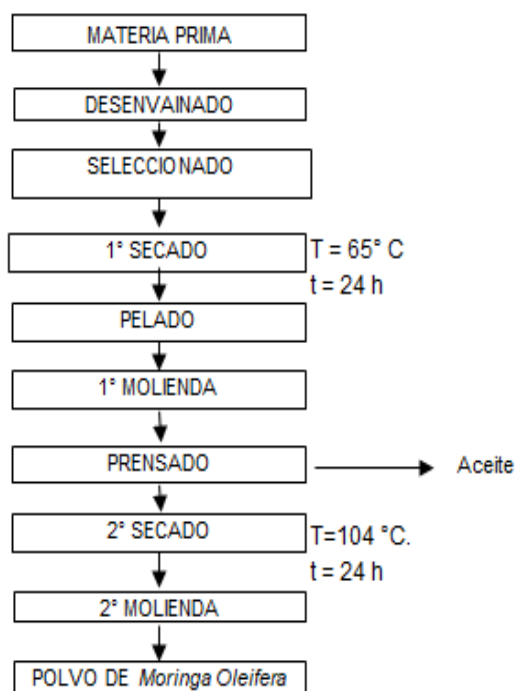 MATERIA PRIMA
DESENVAINADO
SELECCIONADO
1° SECADO
T = 65° C
t = 24 h
PELADO
1° MOLIENDA
PRENSADO
Aceite
2° SECADO
T=104 °C.
t = 24 h
2° MOLIENDA
POLVO DE Moringa Oleifera